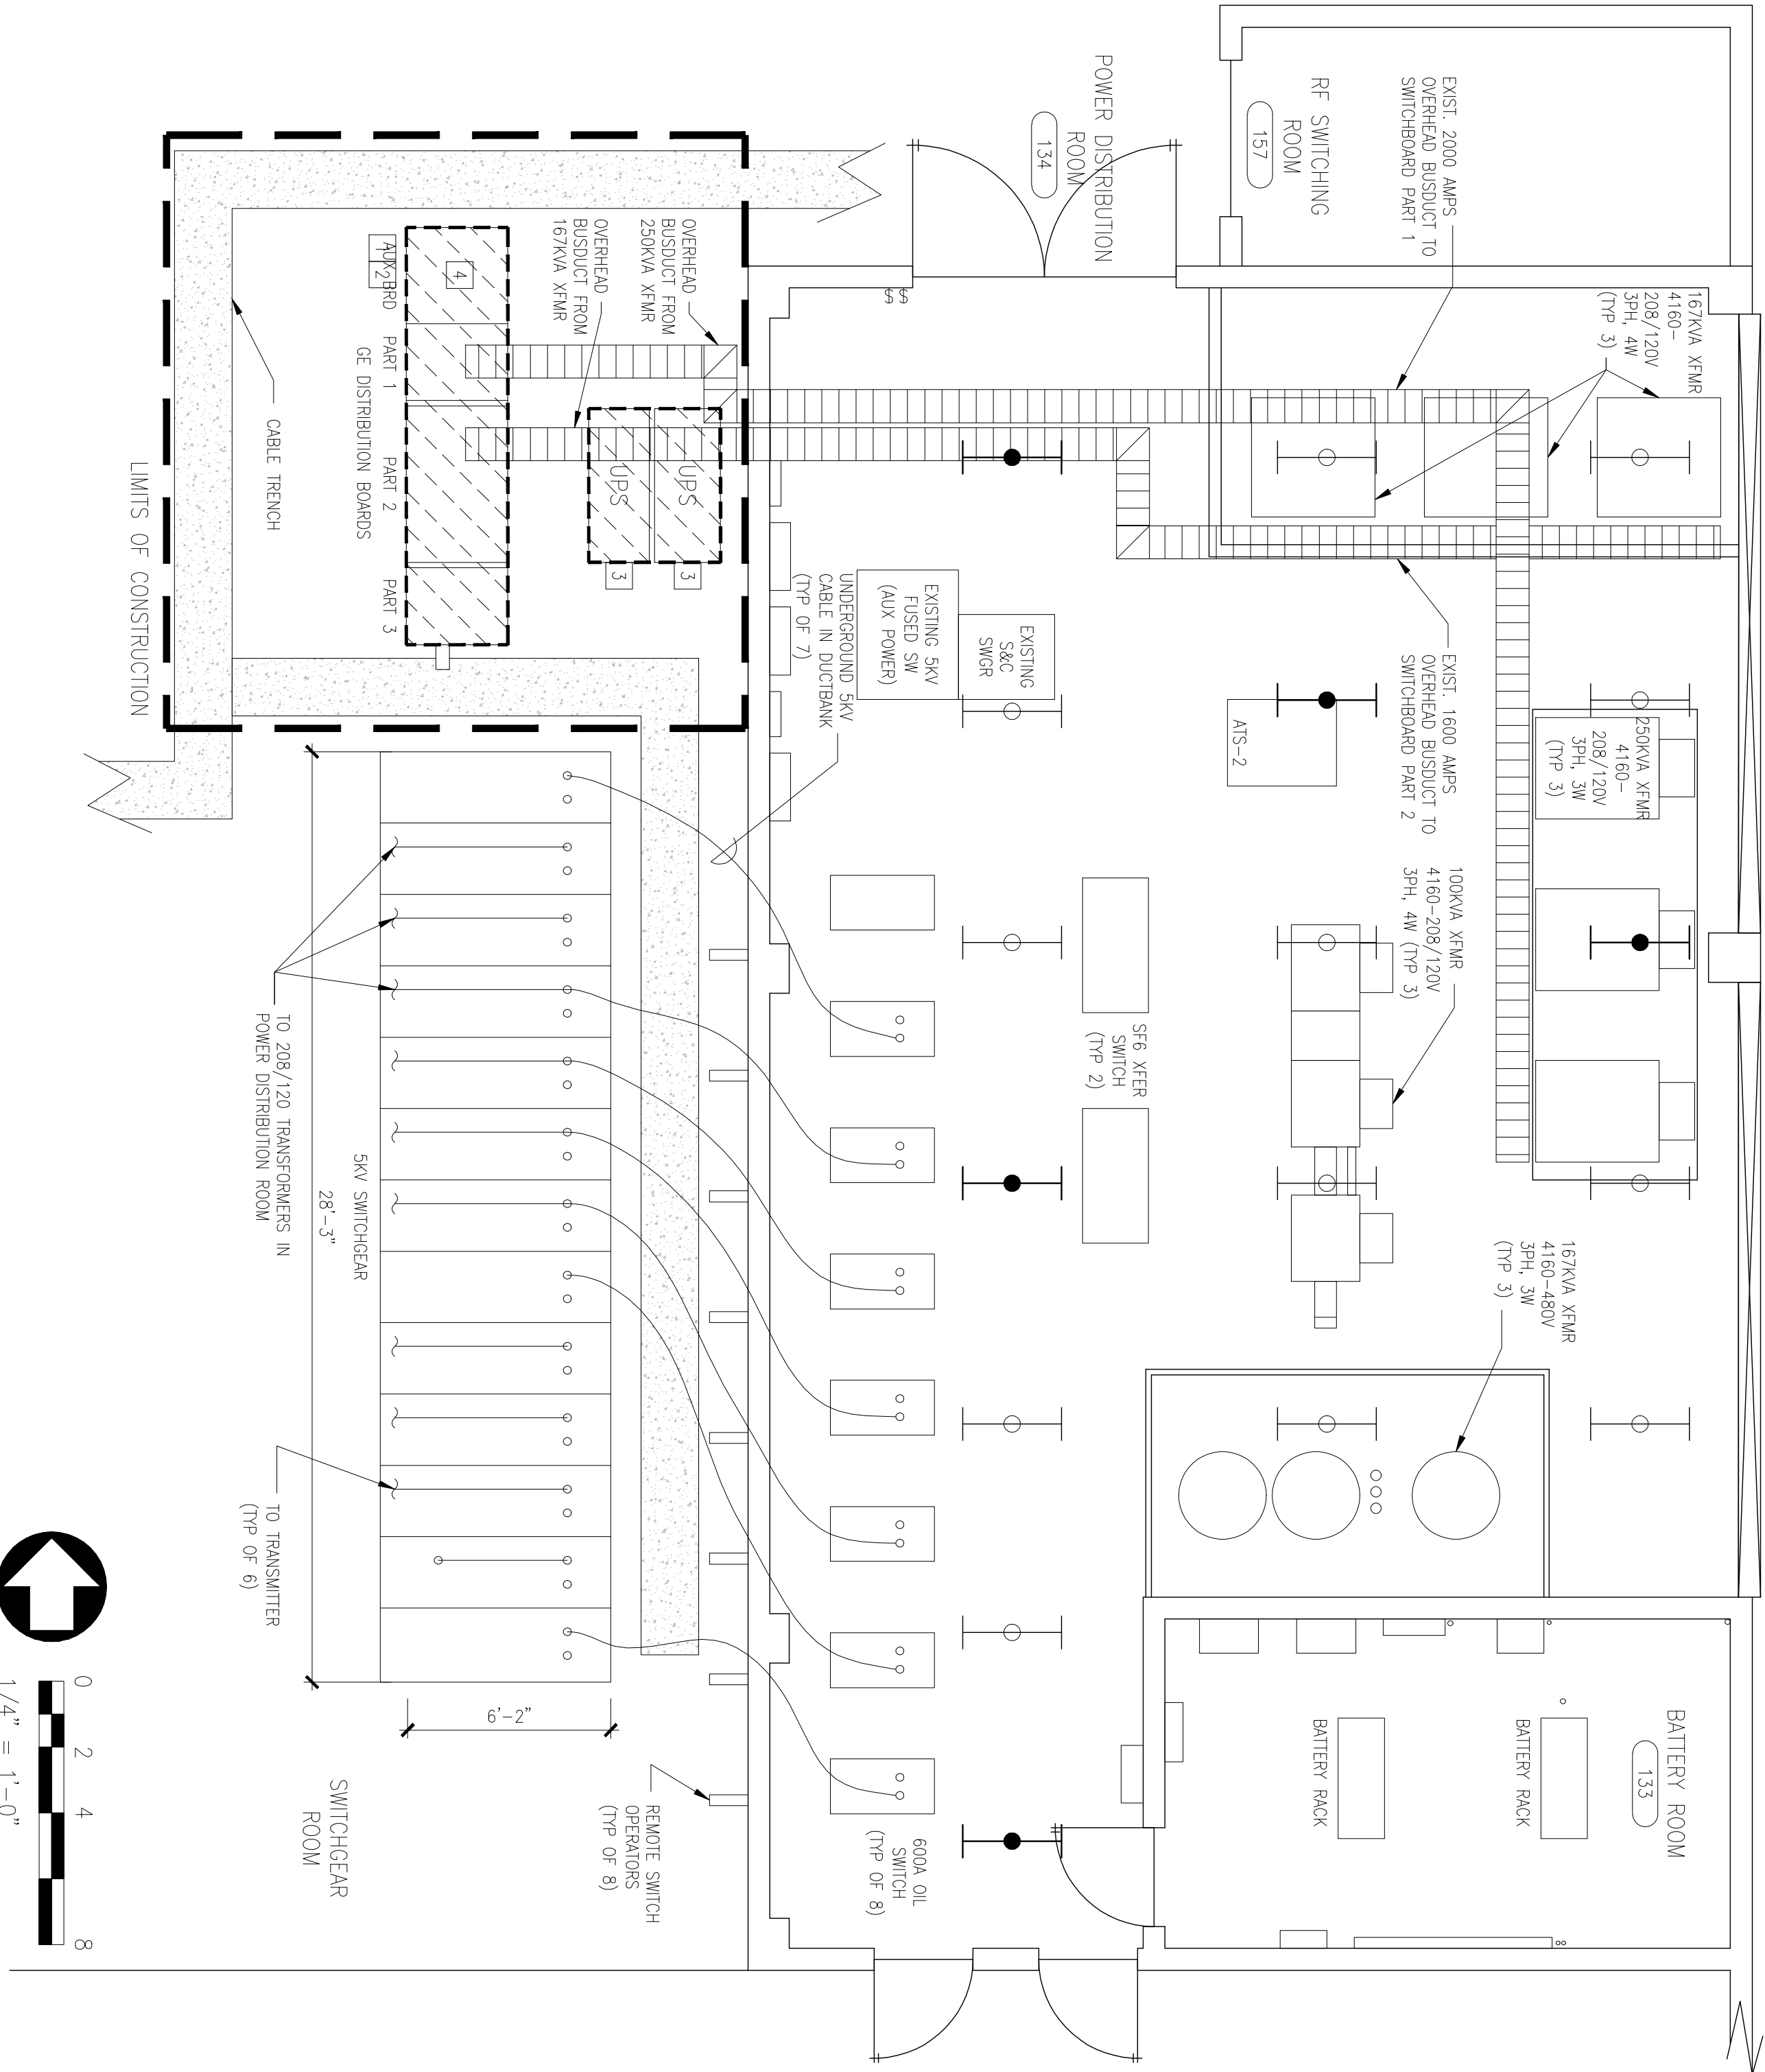 RF SWITCHING
ROOM
157
EXIST. 2000 AMPS
OVERHEAD BUSDUCT TO
SWITCHBOARD PART 1
167KVA XFMR
4160-
208/120V
3PH, 4W
(TYP 3)
POWER DISTRIBUTION
ROOM
134
EXIST. 1600 AMPS
OVERHEAD BUSDUCT TO
SWITCHBOARD PART 2
250KVA XFMR
4160-
208/120V
3PH, 3W
(TYP 3)
100KVA XFMR
4160-208/120V
3PH, 4W (TYP 3)
167KVA XFMR
4160-480V
3PH, 3W
(TYP 3)
BATTERY ROOM
133
BATTERY RACK
BATTERY RACK
ATS-2
SF6 XFER
SWITCH
(TYP 2)
EXISTING
S&C
SWGR
EXISTING 5KV
FUSED SW
(AUX POWER)
UNDERGROUND 5KV
CABLE IN DUCTBANK
(TYP OF 7)
$$
OVERHEAD
BUSDUCT FROM
250KVA XFMR
OVERHEAD
BUSDUCT FROM
167KVA XFMR
UPS
UPS
3
3
4
1
2
AUX BRD
PART 1
PART 2
PART 3
GE DISTRIBUTION BOARDS
CABLE TRENCH
LIMITS OF CONSTRUCTION
600A OIL
SWITCH
(TYP OF 8)
REMOTE SWITCH
OPERATORS
(TYP OF 8)
5KV SWITCHGEAR
28'-3"
6'-2"
TO 208/120 TRANSFORMERS IN
POWER DISTRIBUTION ROOM
TO TRANSMITTER
(TYP OF 6)
SWITCHGEAR
ROOM
0 2 4 8
1/4" = 1'-0"